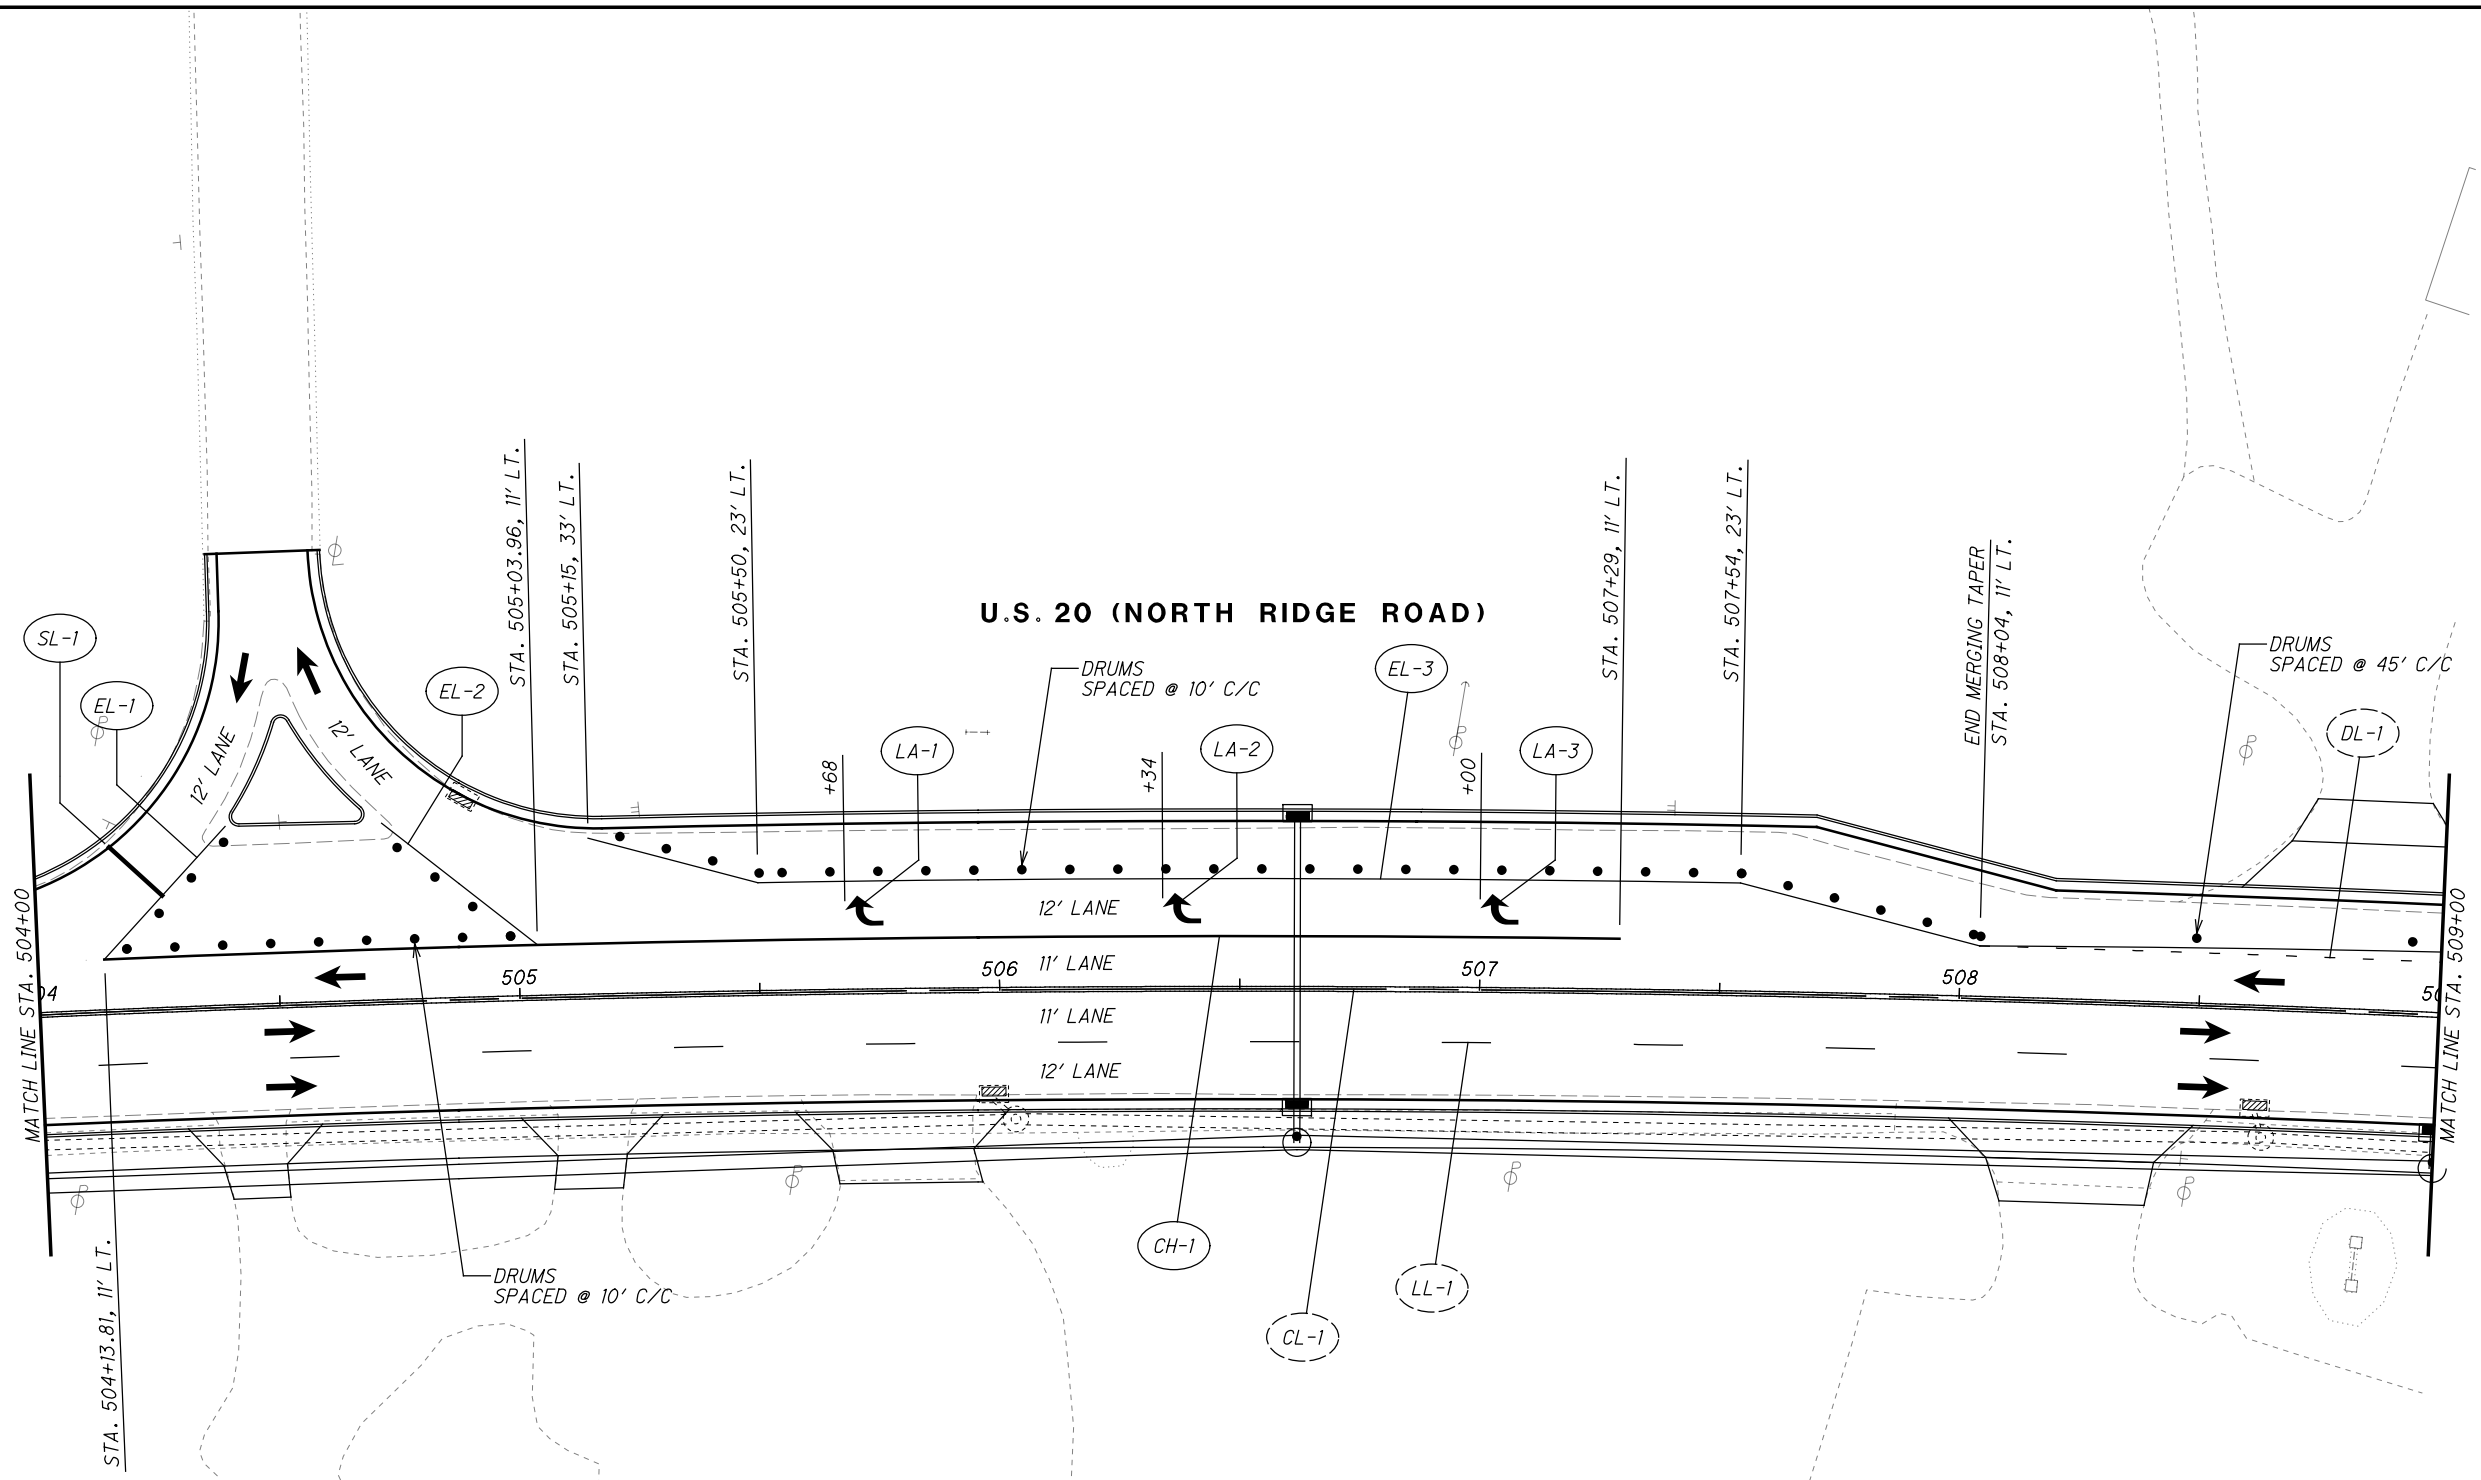 STA. 505+03.96, 11' LT.
STA. 505+15, 33' LT.
STA. 505+50, 23' LT.
STA. 507+29, 11' LT.
STA. 507+54, 23' LT.
END MERGING TAPER
STA. 508+04, 11' LT.
U.S. 20 (NORTH RIDGE ROAD)
SL-1
EL-1
EL-2
DRUMS
SPACED @ 10' C/C
EL-3
DRUMS
SPACED @ 45' C/C
DL-1
12' LANE
12' LANE
+68
LA-1
+34
LA-2
+00
LA-3
12' LANE
11' LANE
505
506
507
508
04
50
11' LANE
12' LANE
MATCH LINE STA. 504+00
MATCH LINE STA. 509+00
CH-1
LL-1
CL-1
DRUMS
SPACED @ 10' C/C
STA. 504+13.81, 11' LT.